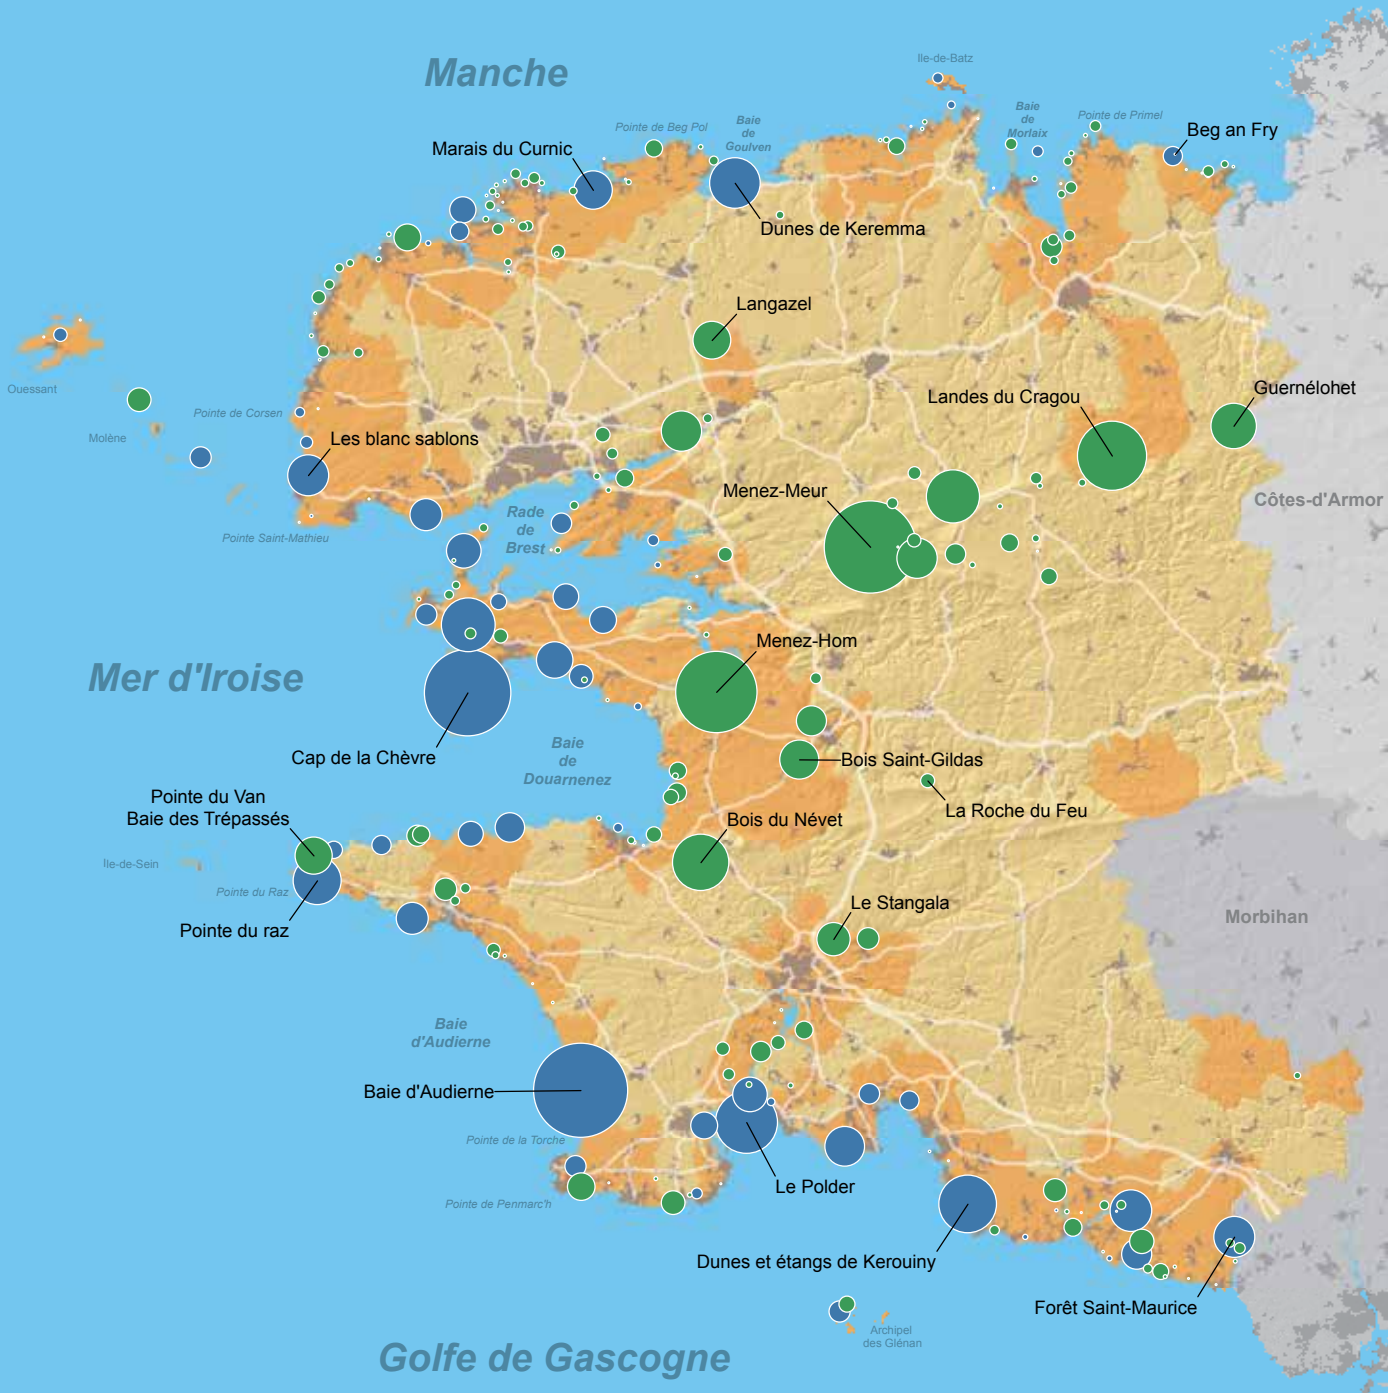 Manche
Ile-de-Batz
Pointe de Beg Pol
Baie
de
Goulven
Baie
de
Morlaix
Pointe de Primel
Beg an Fry
Marais du Curnic
Dunes de Keremma
Langazel
Ouessant
Molène
Pointe de Corsen
Les blanc sablons
Landes du Cragou
Guernélohet
Côtes-d'Armor
Menez-Meur
Rade
de
Brest
Pointe Saint-Mathieu
Mer d'Iroise
Menez-Hom
Cap de la Chèvre
Baie
de
Douarnenez
Bois Saint-Gildas
La Roche du Feu
Pointe du Van
Baie des Trépassés
Bois du Névet
Ile-de-Sein
Pointe du Raz
Pointe du raz
Le Stangala
Morbihan
Baie
d'Audierne
Baie d'Audierne
Pointe de la Torche
Pointe de Penmarc'h
Le Polder
Dunes et étangs de Kerouiny
Forêt Saint-Maurice
Archipel
des Glénan
Golfe de Gascogne